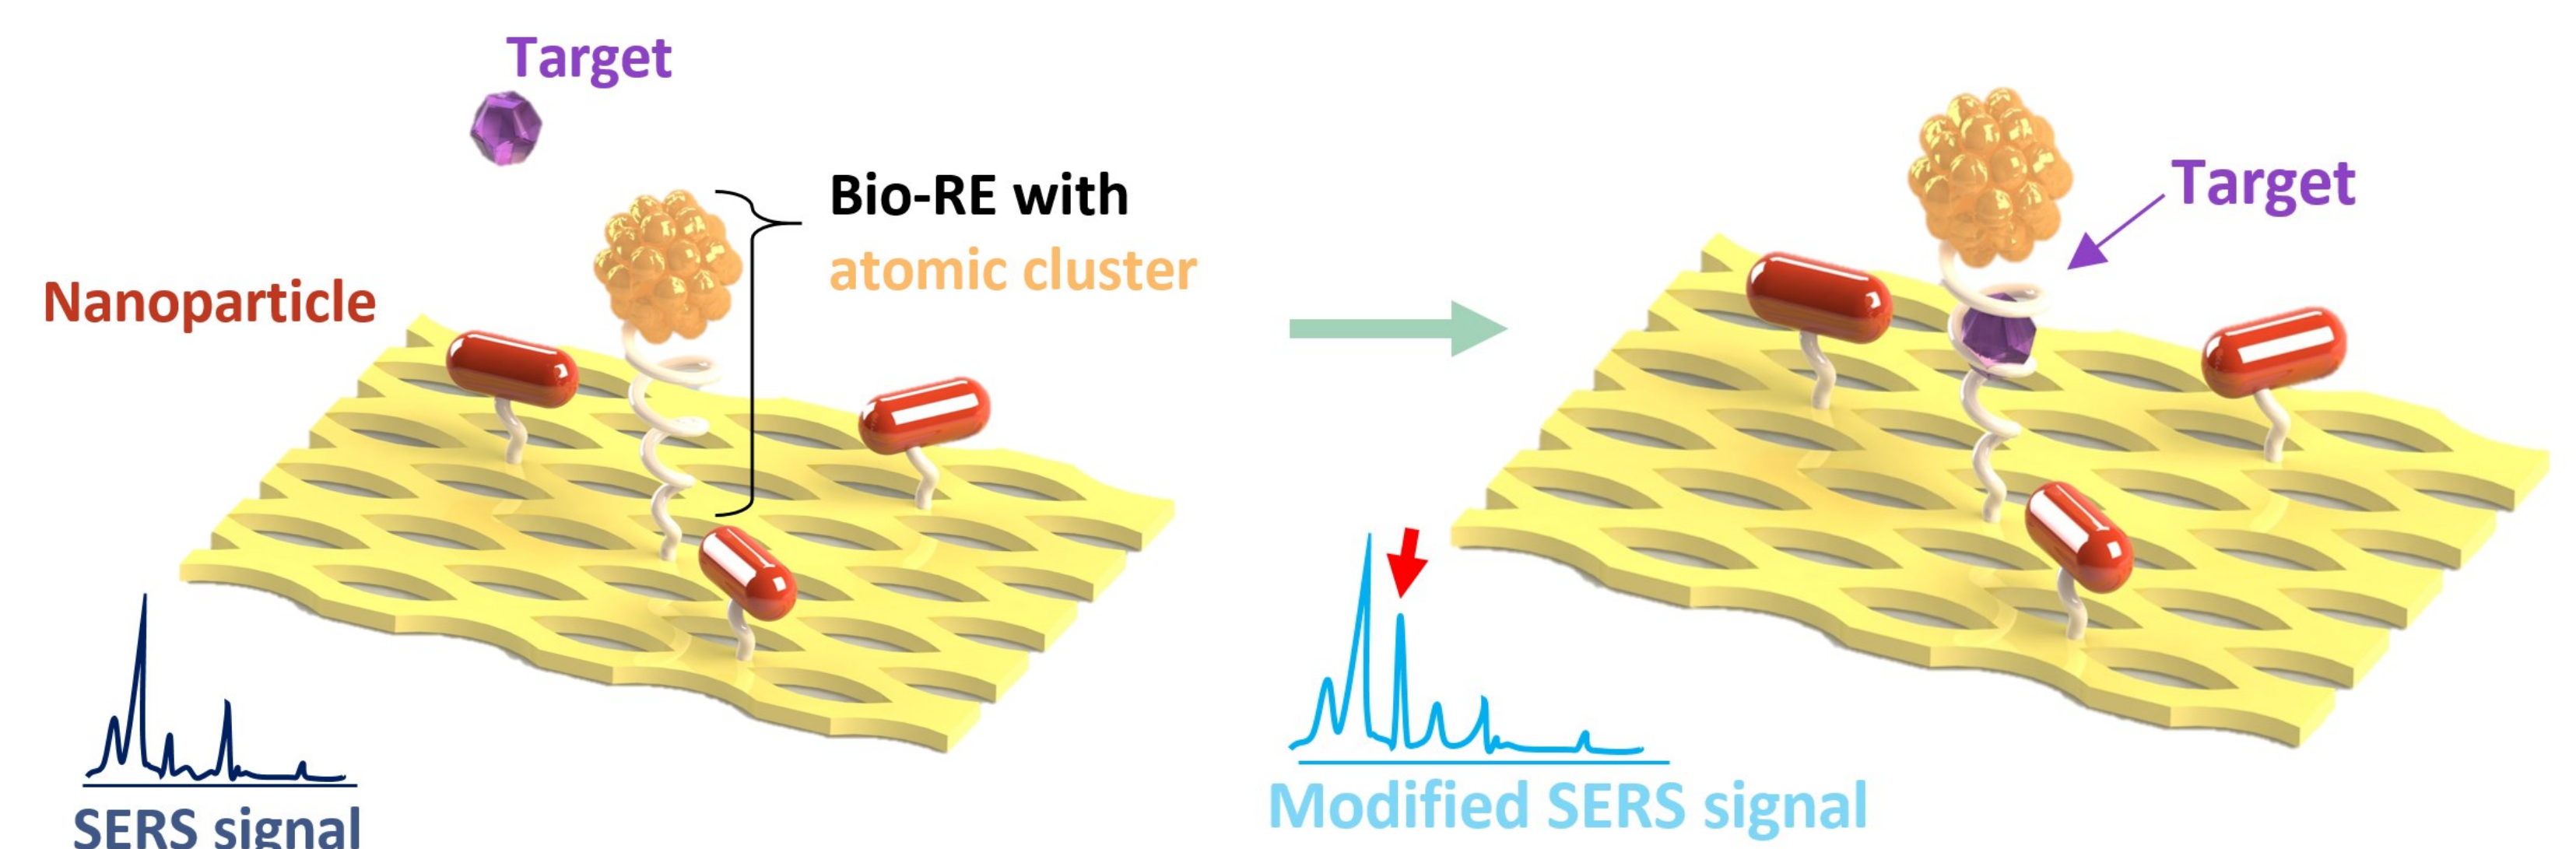 Target
Bio-RE with
atomic cluster
Nanoparticle
SERS signal
Target
Modified SERS signal